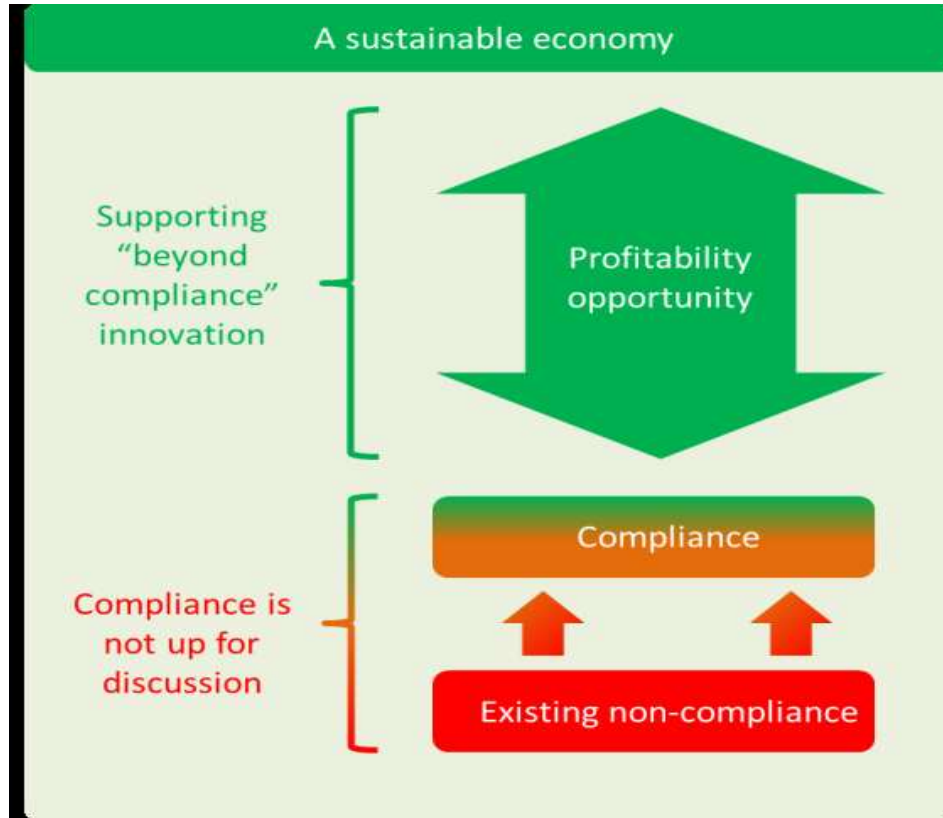 A sustainable economy
Supporting
“beyond
compliance”
innovation
Profitability
opportunity
Compliance
Compliance is
not up for
discussion
Existing non-compliance